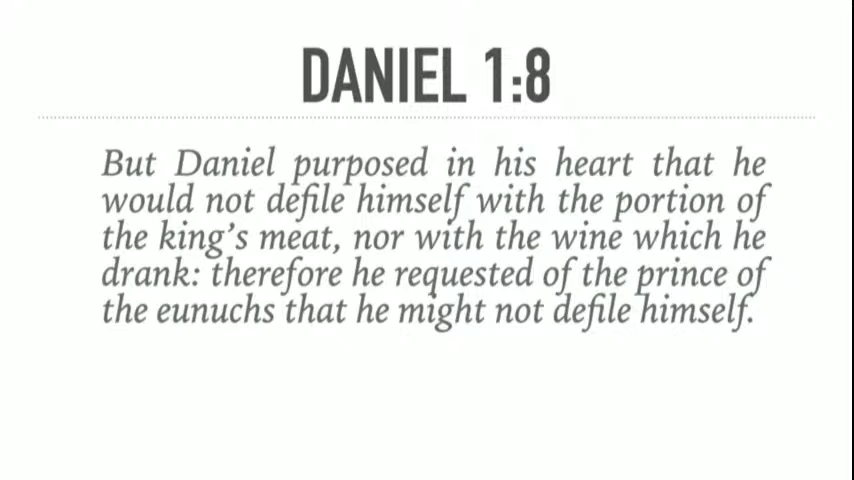 DANIEL 1:8
But Daniel purposed in his heart that he
would not defile himself with the portion of
the king’s meat, nor with the wine which he
drank: therefore he requested of the prince of
the eunuchs that he might not defile himself.